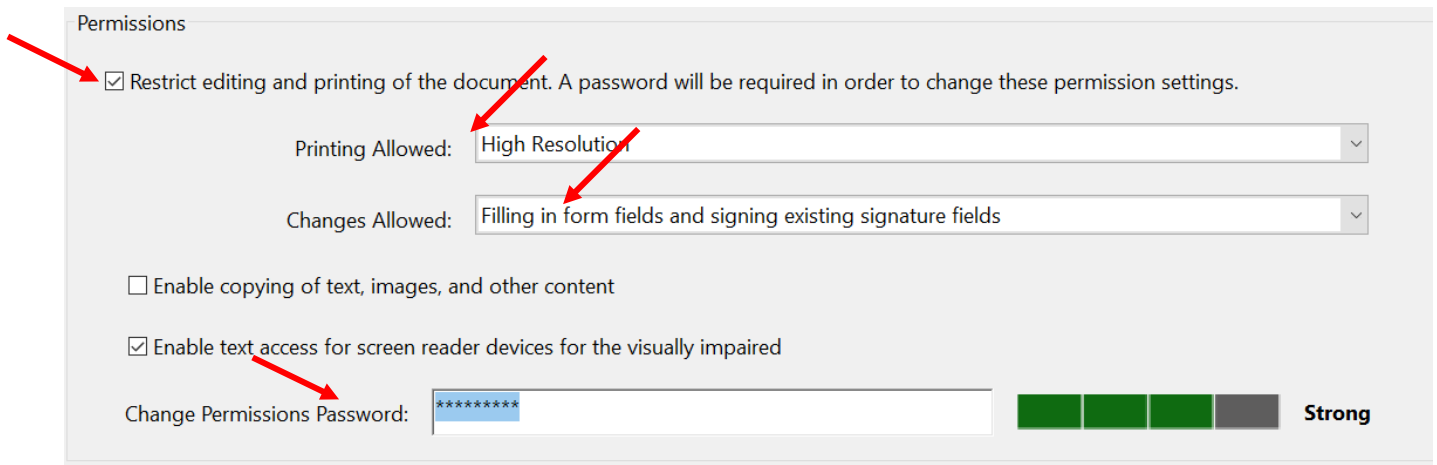 Permissions
Restrict editing and printing of the document. A password will be required in order to change these permission settings.
Printing Allowed: High Resolution
Changes Allowed: Filling in form fields and signing existing signature fields
Enable copying of text, images, and other content
Enable text access for screen reader devices for the visually impaired
Change Permissions Password: ********* Strong